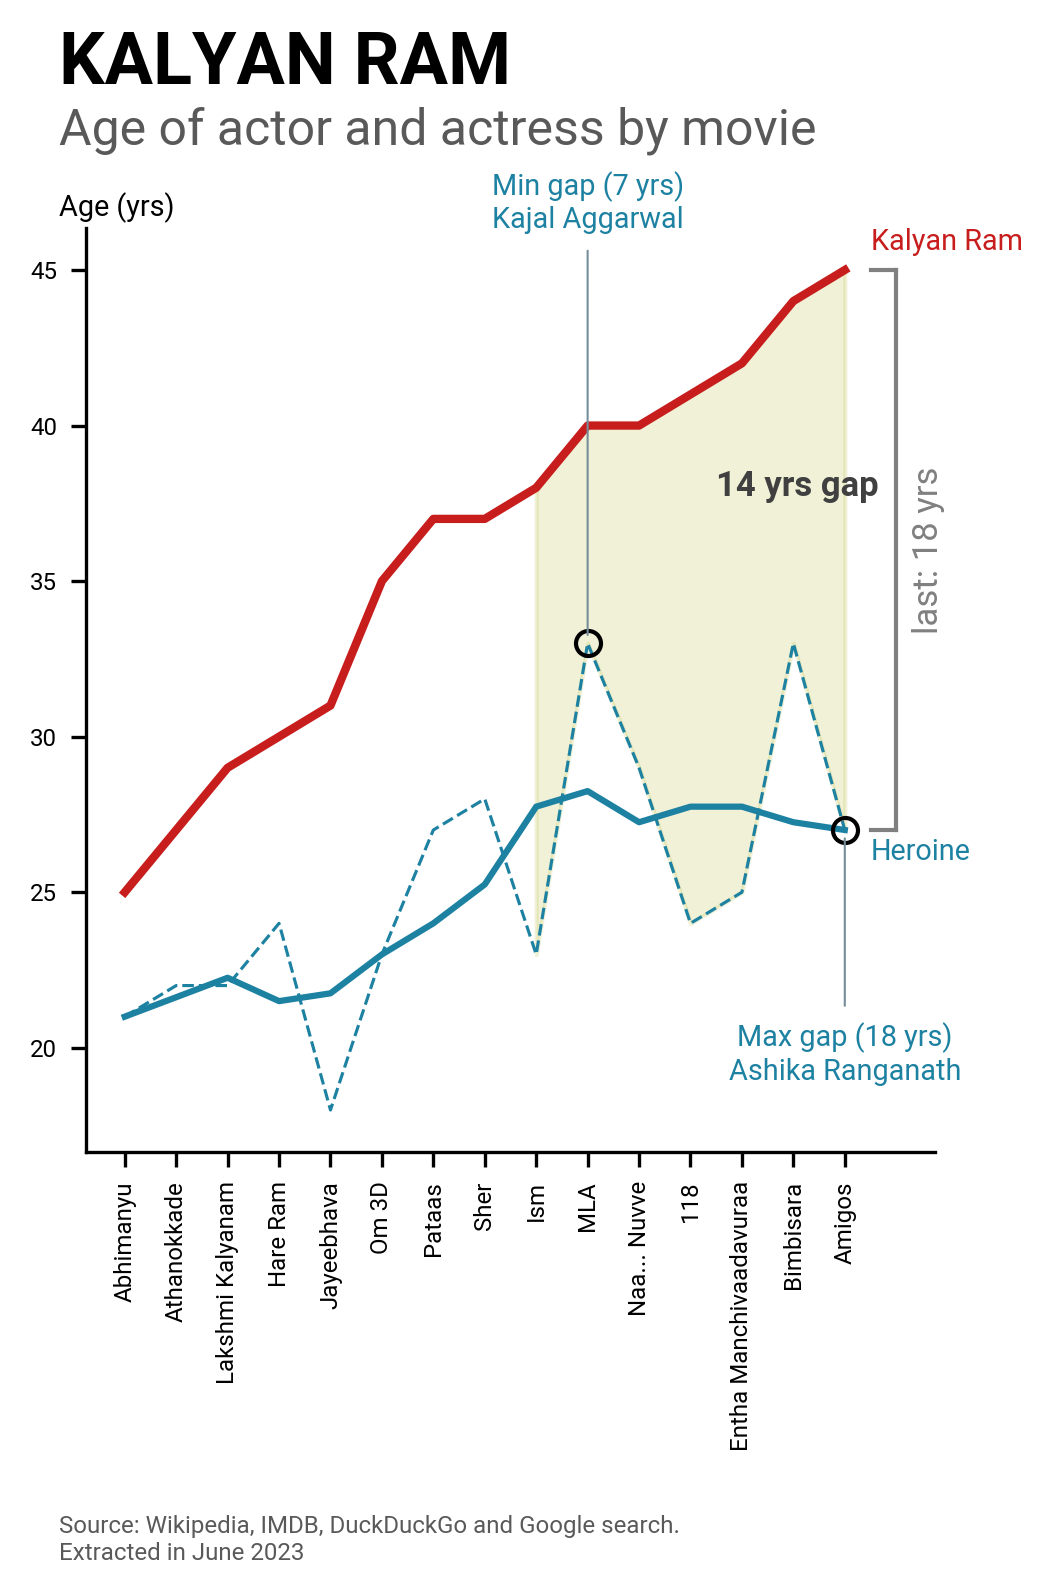 KALYAN RAM
Age of actor and actress by movie
Min gap (7 yrs)
Kajal Aggarwal
Age (yrs)
Kalyan Ram
45
40
35
30
25
20
14 yrs gap
last: 18 yrs
Heroine
Max gap (18 yrs)
Ashika Ranganath
Abhimanyu
Athanokkade
Lakshmi Kalyanam
Hare Ram
Jayeebhava
Om 3D
Pataas
Sher
Ism
MLA
Naa... Nuvve
118
Entha Manchivaadavuraa
Bimbisara
Amigos
Source: Wikipedia, IMDB, DuckDuckGo and Google search.
Extracted in June 2023